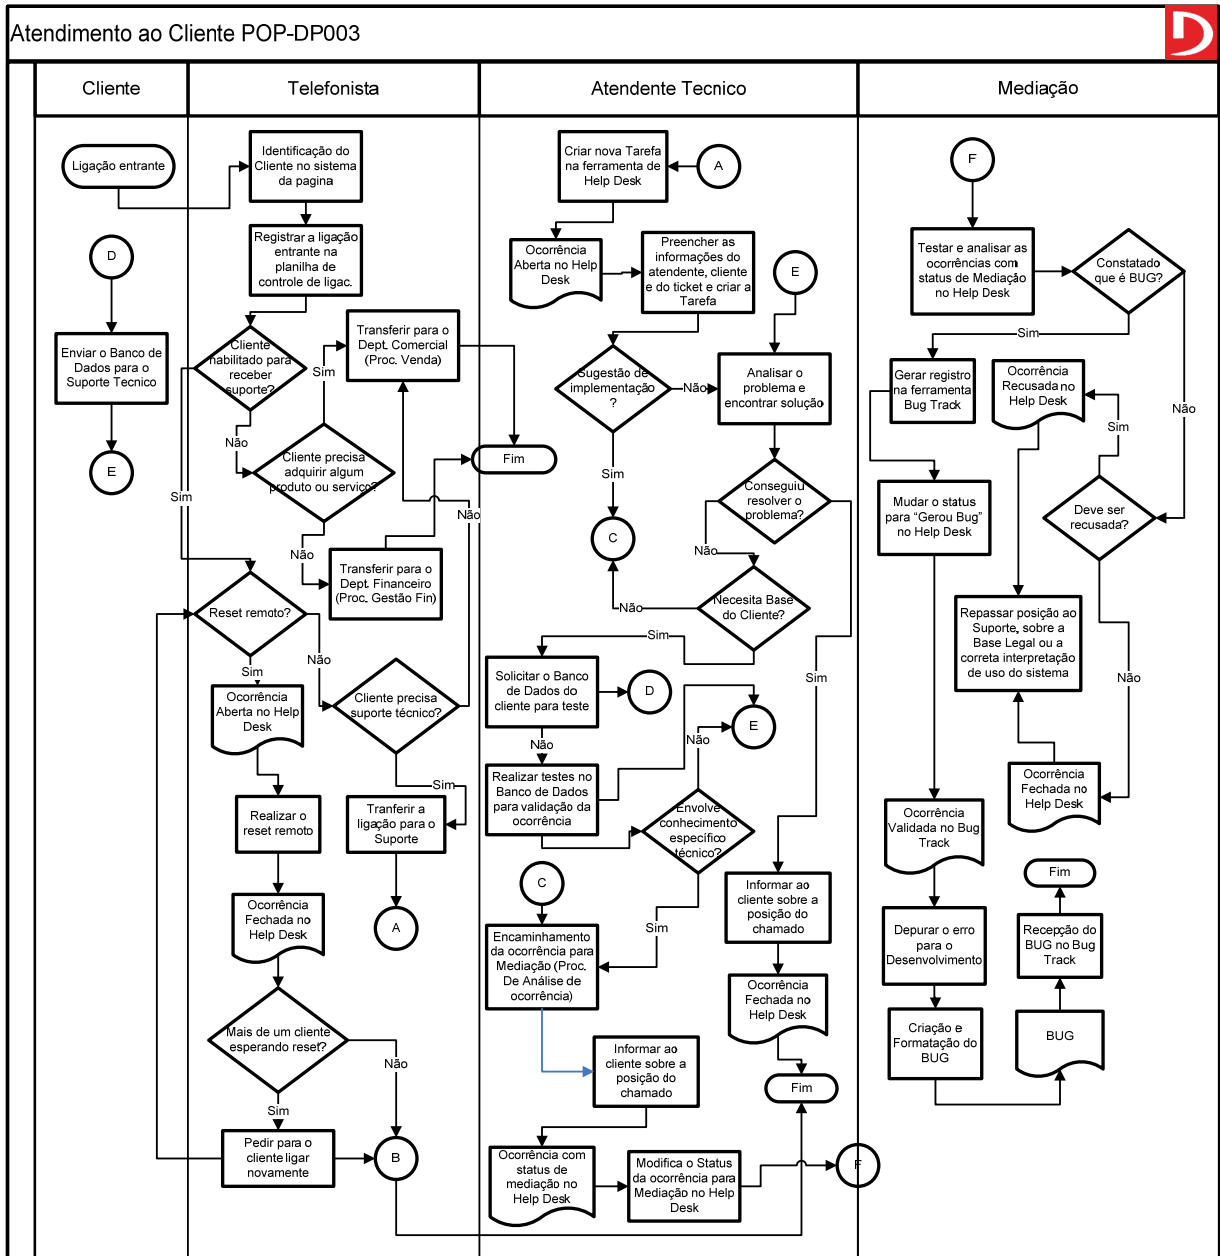 Atendimento ao Cliente POP-DP003
Cliente
Telefonista
Atendente Tecnico
Mediação
Ligação entrante
D
Enviar o Banco de
Dados para o
Suporte Tecnico
E
Identificação do
Cliente no sistema
da pagina
Registrar a ligação
entrante na
planilha de
controle de ligac.
Cliente
habilitado para
receber
suporte?
Sim
Não
Transferir para o
Dept. Comercial
(Proc. Venda)
Sim
Cliente precisa
adquirir algum
produto ou serviço?
Fim
Não
Não
Transferir para o
Dept. Financeiro
(Proc. Gestão Fin)
Reset remoto?
Sim
Não
Ocorrência
Aberta no Help
Desk
Cliente precisa
suporte técnico?
Sim
Realizar o
reset remoto
Tranferir a
ligação para o
Suporte
Ocorrência
Fechada no
Help Desk
A
Mais de um cliente
esperando reset?
Não
Sim
Pedir para o
cliente ligar
novamente
B
Criar nova Tarefa
na ferramenta de
Help Desk
A
Ocorrência
Aberta no Help
Desk
Preencher as
informações do
atendente, cliente
e do ticket e criar a
Tarefa
E
Sugestão de
implementação
?
Não
Analisar o
problema e
encontrar solução
Sim
C
Conseguiu
resolver o
problema?
Não
Necesita Base
do Cliente?
Não
Sim
Sim
Solicitar o Banco
de Dados do
cliente para teste
D
E
Não
Não
Realizar testes no
Banco de Dados
para validação da
ocorrência
Envolve
conhecimento
específico
técnico?
C
Sim
Encaminhamento
da ocorrência para
Mediação (Proc.
De Análise de
ocorrência)
Informar ao
cliente sobre a
posição do
chamado
Ocorrência
Fechada no
Help Desk
Informar ao
cliente sobre a
posição do
chamado
Fim
Ocorrência com
status de
mediação no
Help Desk
Modifica o Status
da ocorrência para
Mediação no Help
Desk
F
F
Testar e analisar as
ocorrências com
status de Mediação
no Help Desk
Constatado
que é BUG?
Sim
Não
Gerar registro
na ferramenta
Bug Track
Ocorrência
Recusada no
Help Desk
Sim
Mudar o status
para “Gerou Bug”
no Help Desk
Deve ser
recusada?
Repassar posição ao
Suporte, sobre a
Base Legal ou a
correta interpretação
de uso do sistema
Não
Ocorrência
Fechada no
Help Desk
Ocorrência
Validada no Bug
Track
Fim
Depurar o erro
para o
Desenvolvimento
Recepção do
BUG no Bug
Track
Criação e
Formatação do
BUG
BUG